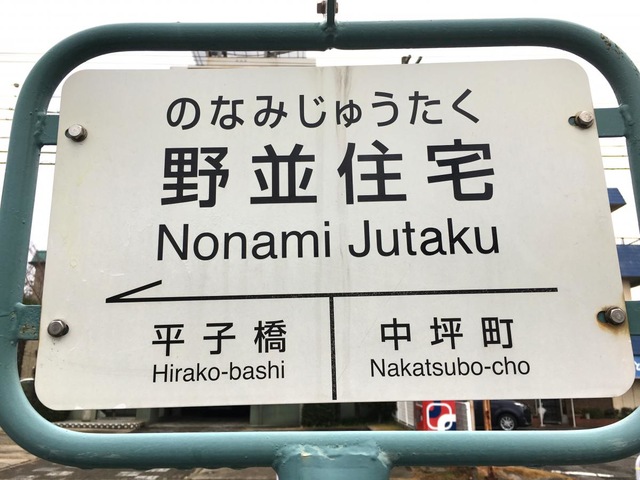 のなみじゅうたく
野並住宅
Nonami Jutaku
平子橋 中坪町
Hirako-bashi Nakatsubo-cho